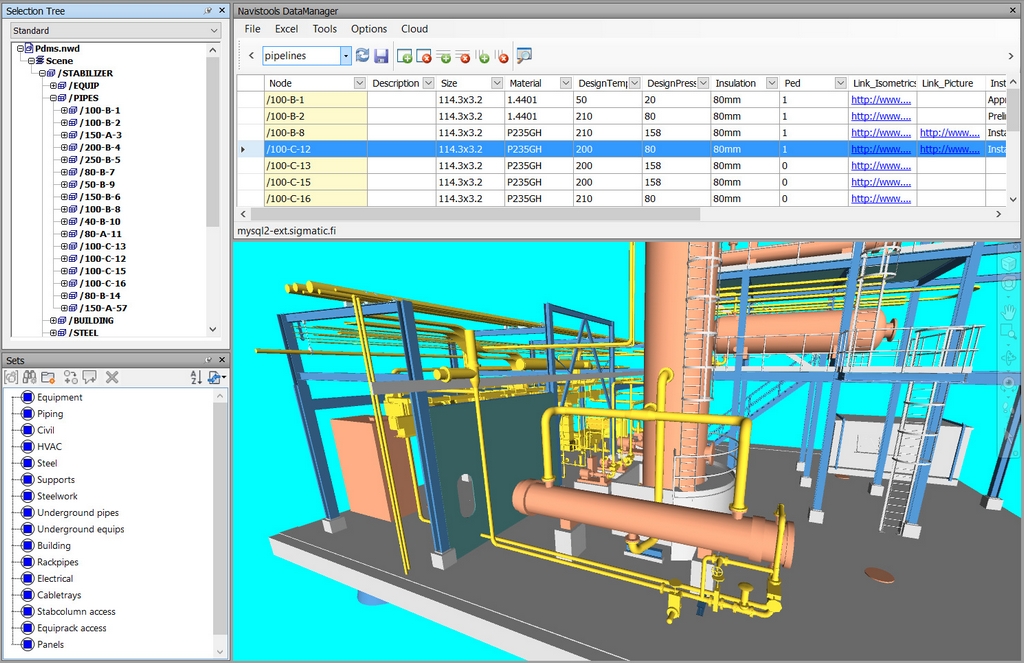 Selection Tree
Standard
Pdms.nwd
Scene
/STABILIZER
/EQUIP
/PIPES
/100-B-1
/100-B-2
/150-A-3
/200-B-4
/250-B-5
/80-B-7
/50-B-9
/150-B-6
/100-B-8
/40-B-10
/80-A-11
/100-C-13
/100-C-12
/100-C-15
/100-C-16
/80-B-14
/150-A-57
/BUILDING
/STEEL
Sets
Equipment
Piping
Civil
HVAC
Steel
Supports
Steelwork
Underground pipes
Underground equips
Building
Rackpipes
Electrical
Cabletrays
Stabcolumn access
Equiprack access
Panels
Navistools DataManager
File Excel Tools Options Cloud
pipelines
Node Description Size Material DesignTemp DesignPress Insulation Ped Link_Isometrics Link_Picture Inst
/100-B-1 114.3x3.2 1.4401 50 20 80mm 1 http://www.... Appr
/100-B-2 114.3x3.2 1.4401 210 80 80mm 1 http://www.... Preli
/100-B-8 114.3x3.2 P235GH 210 158 80mm 1 http://www.... http://www.... Insta
/100-C-12 114.3x3.2 P235GH 200 80 80mm 1 http://www.... http://www.... Insta
/100-C-13 114.3x3.2 P235GH 200 158 80mm 0 http://www....
/100-C-15 114.3x3.2 P235GH 200 158 80mm 0 http://www....
/100-C-16 114.3x3.2 P235GH 210 80 80mm 0 http://www....
mysql2-ext.sigmatic.fi